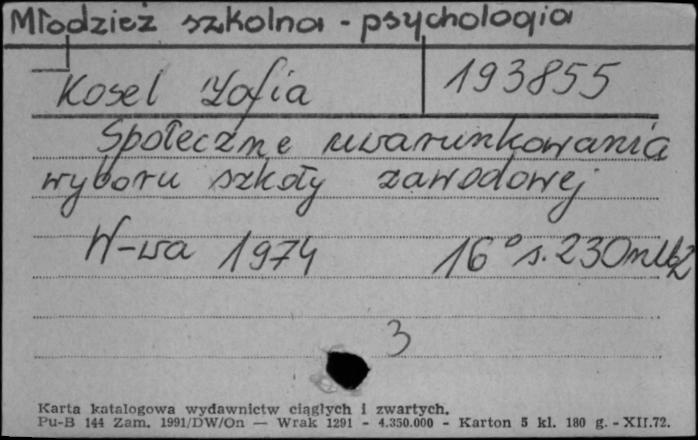 Młodzież szkolna - psychologia
Kosel Zofia 193855
Społeczne uwarunkowania
wyboru szkoły zawodowej
W-wa 1974 16° s. 230 nlb 2
3
Karta katalogowa wydawnictw ciągłych i zwartych.
Pu-B 144 Zam. 1991/DW/On — Wrak 1291 - 4.350.000 - Karton 5 kl. 180 g. - XII.72.